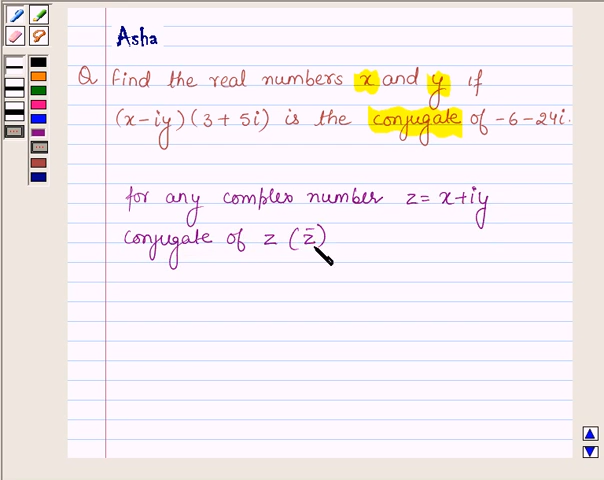 Asha
Q Find the real numbers x and y if
(x-iy)(3+5i) is the conjugate of -6-24i.
for any complex number z = x+iy
conjugate of z (z̄)